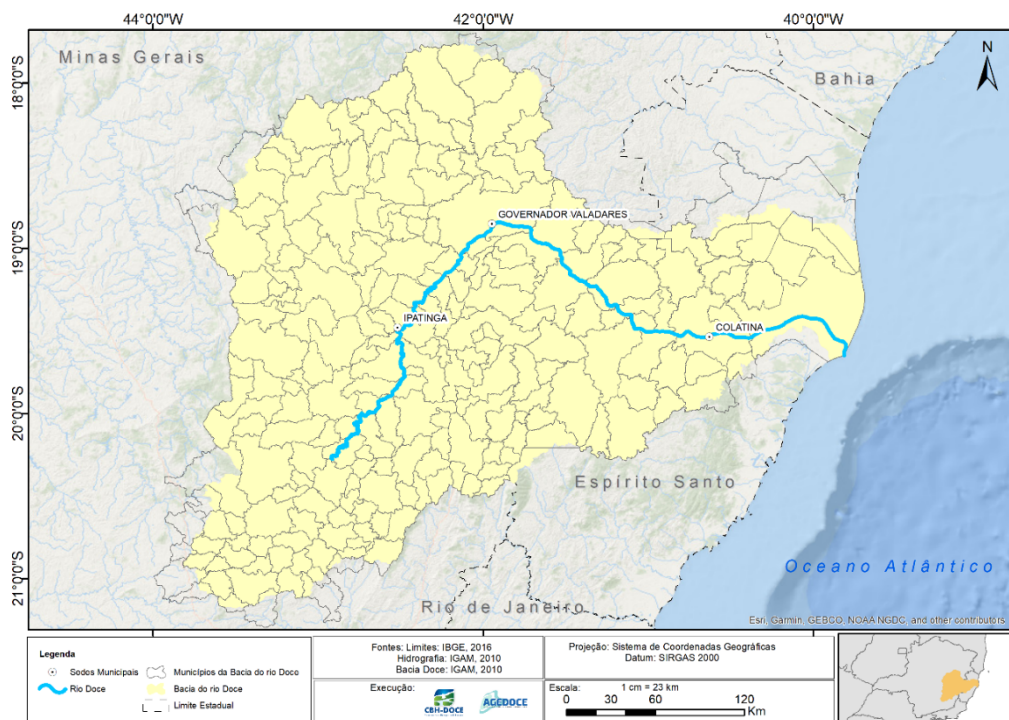 44°0'0"W 42°0'0"W 40°0'0"W
Minas Gerais
N
Bahia
18°0'0"S
GOVERNADOR VALADARES
19°0'0"S
IPATINGA
COLATINA
20°0'0"S
Espírito Santo
Oceano Atlântico
21°0'0"S
Rio de Janeiro
Esri, Garmin, GEBCO, NOAA NGDC, and other contributors
Legenda
Sedes Municipais
Municípios da Bacia do rio Doce
Rio Doce
Bacia do rio Doce
Limite Estadual
Fontes: Limites: IBGE, 2016
Hidrografia: IGAM, 2010
Bacia Doce: IGAM, 2010
Execução:
CBH-DOCE
AGEDOCE
Projeção: Sistema de Coordenadas Geográficas
Datum: SIRGAS 2000
Escala: 1 cm = 23 km
0 30 60 120
Km